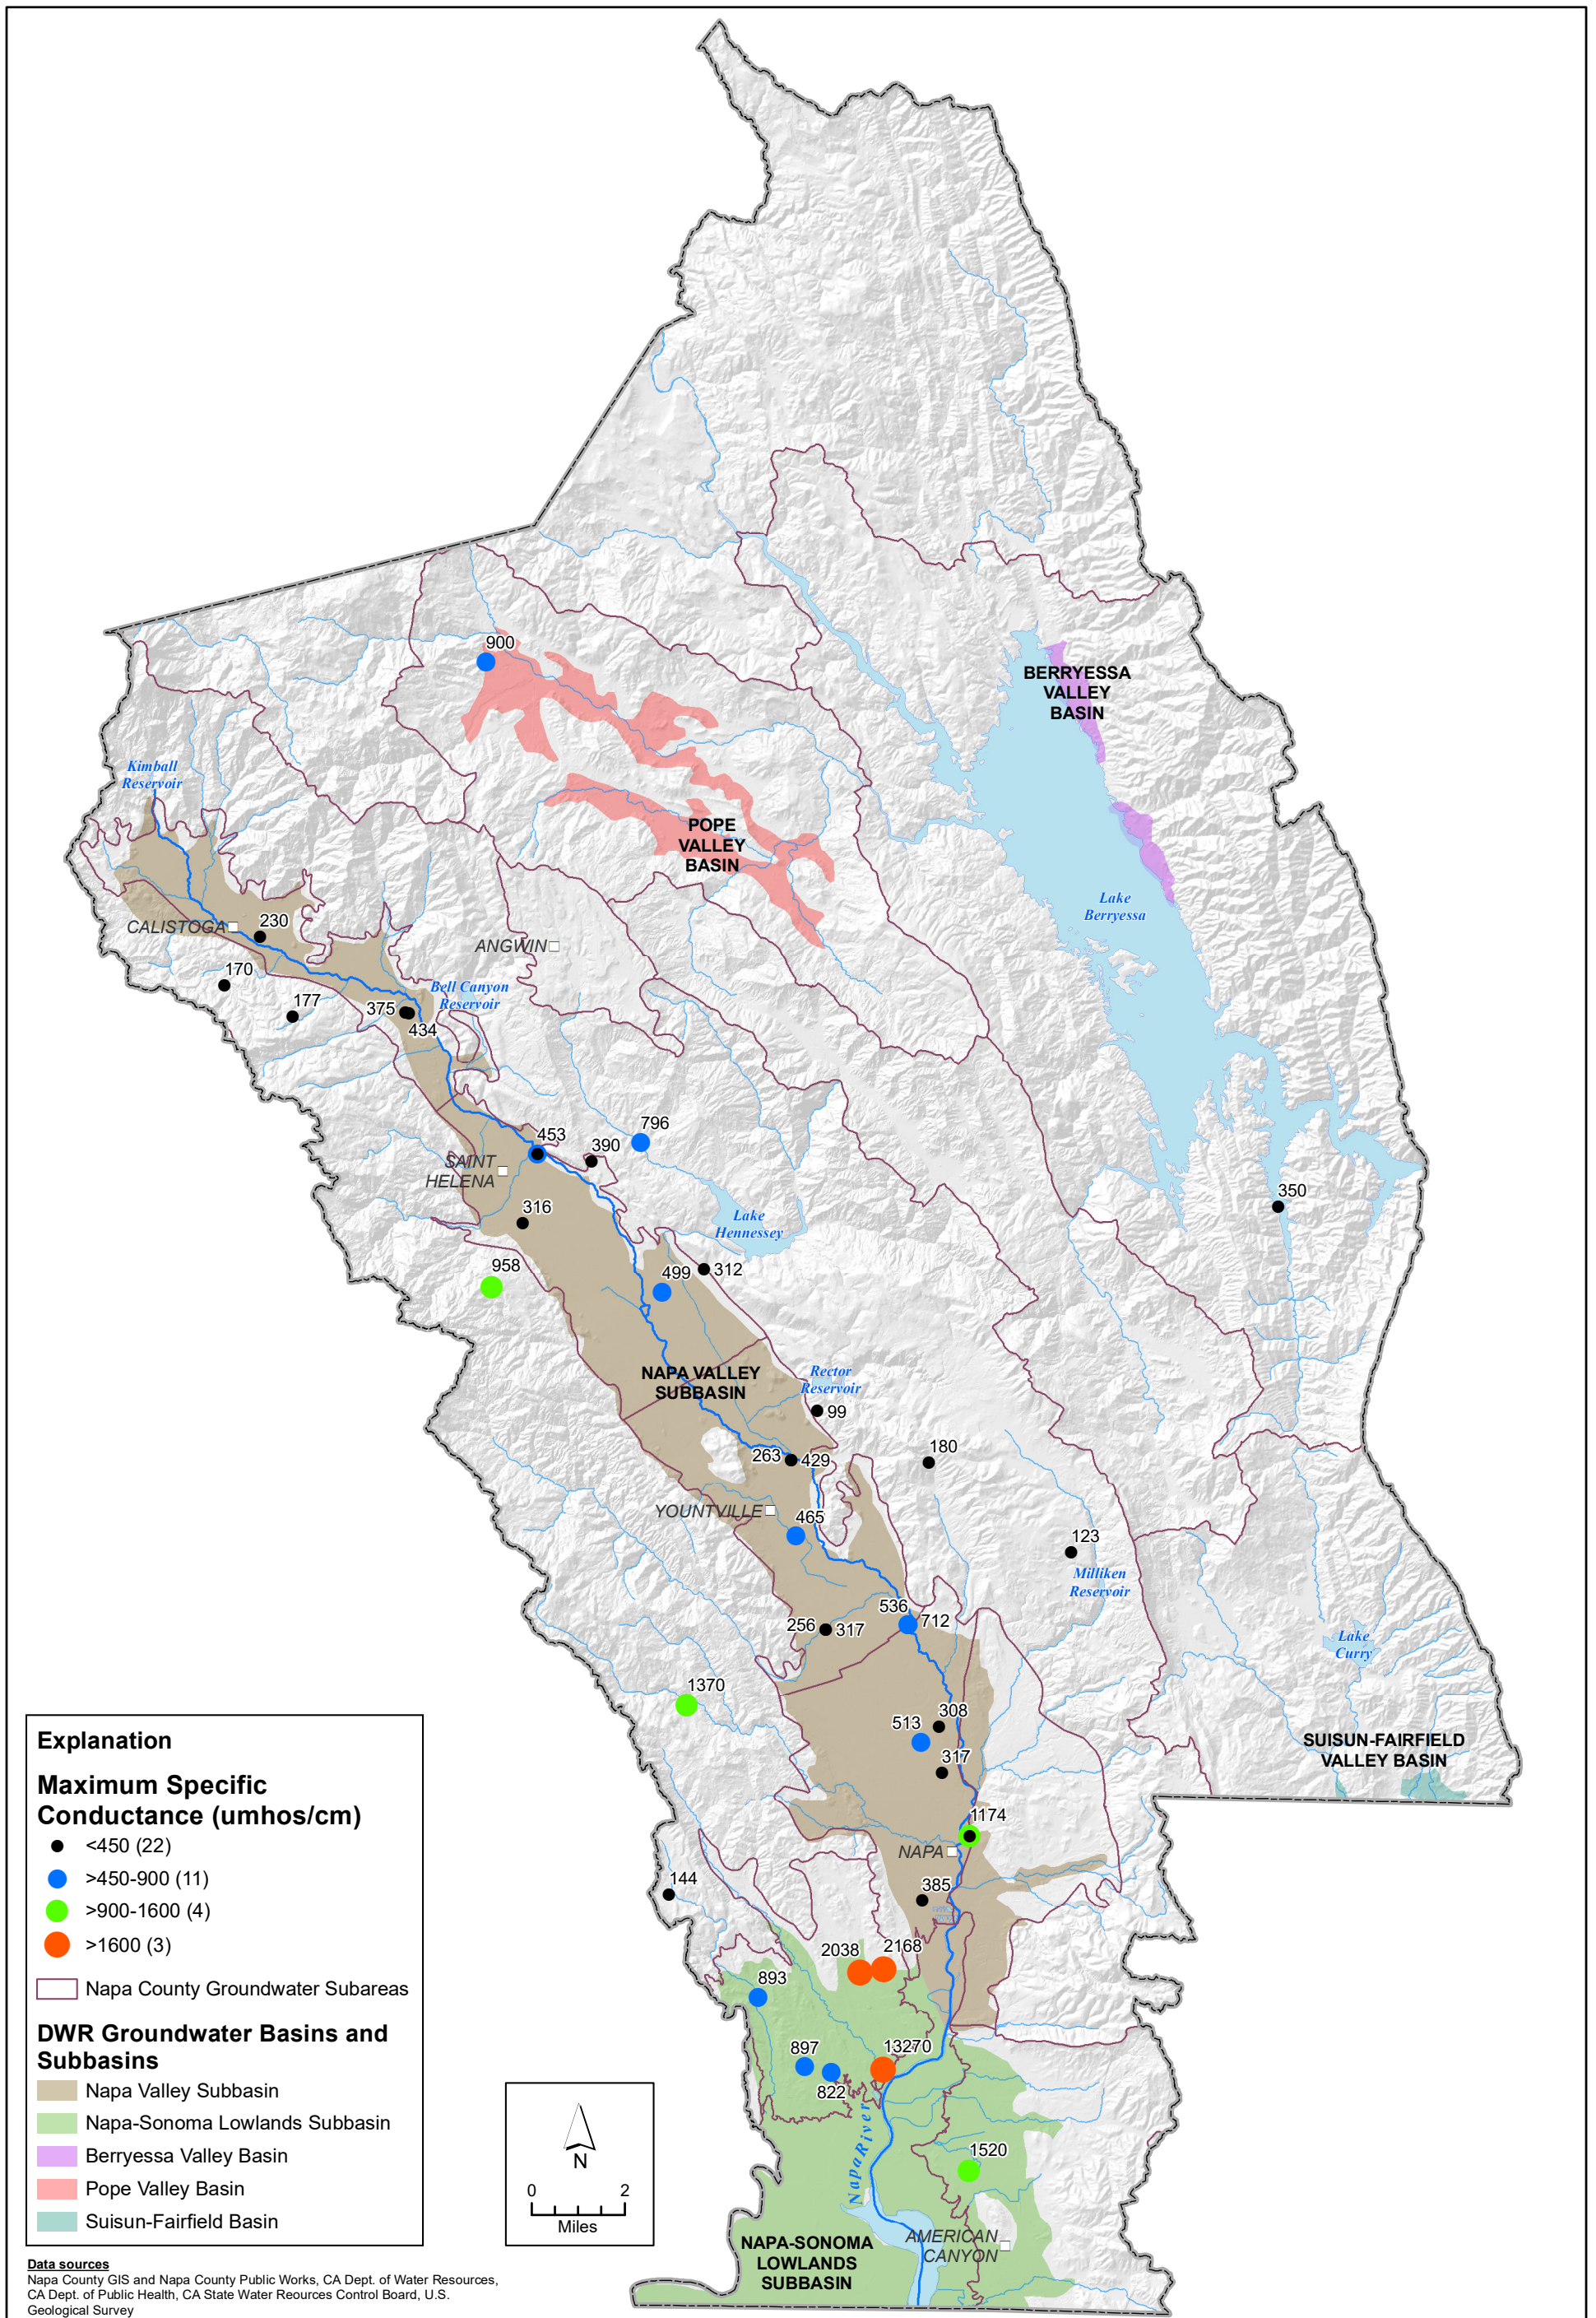 900
BERRYESSA
VALLEY
BASIN
Kimball
Reservoir
POPE
VALLEY
BASIN
Lake
Berryessa
CALISTOGA
230
ANGWIN
170
177
375
434
Bell Canyon
Reservoir
453
390
796
SAINT
HELENA
316
350
Lake
Hennessey
958
499
312
NAPA VALLEY
SUBBASIN
Rector
Reservoir
99
263
429
180
YOUNTVILLE
465
123
Milliken
Reservoir
536
712
256
317
Lake
Curry
1370
308
513
317
SUISUN-FAIRFIELD
VALLEY BASIN
1174
NAPA
144
385
2038
2168
893
897
822
13270
Napa River
1520
AMERICAN
CANYON
NAPA-SONOMA
LOWLANDS
SUBBASIN
Explanation
Maximum Specific
Conductance (umhos/cm)
<450 (22)
>450-900 (11)
>900-1600 (4)
>1600 (3)
Napa County Groundwater Subareas
DWR Groundwater Basins and
Subbasins
Napa Valley Subbasin
Napa-Sonoma Lowlands Subbasin
Berryessa Valley Basin
Pope Valley Basin
Suisun-Fairfield Basin
N
0 2
Miles
Data sources
Napa County GIS and Napa County Public Works, CA Dept. of Water Resources,
CA Dept. of Public Health, CA State Water Reources Control Board, U.S.
Geological Survey